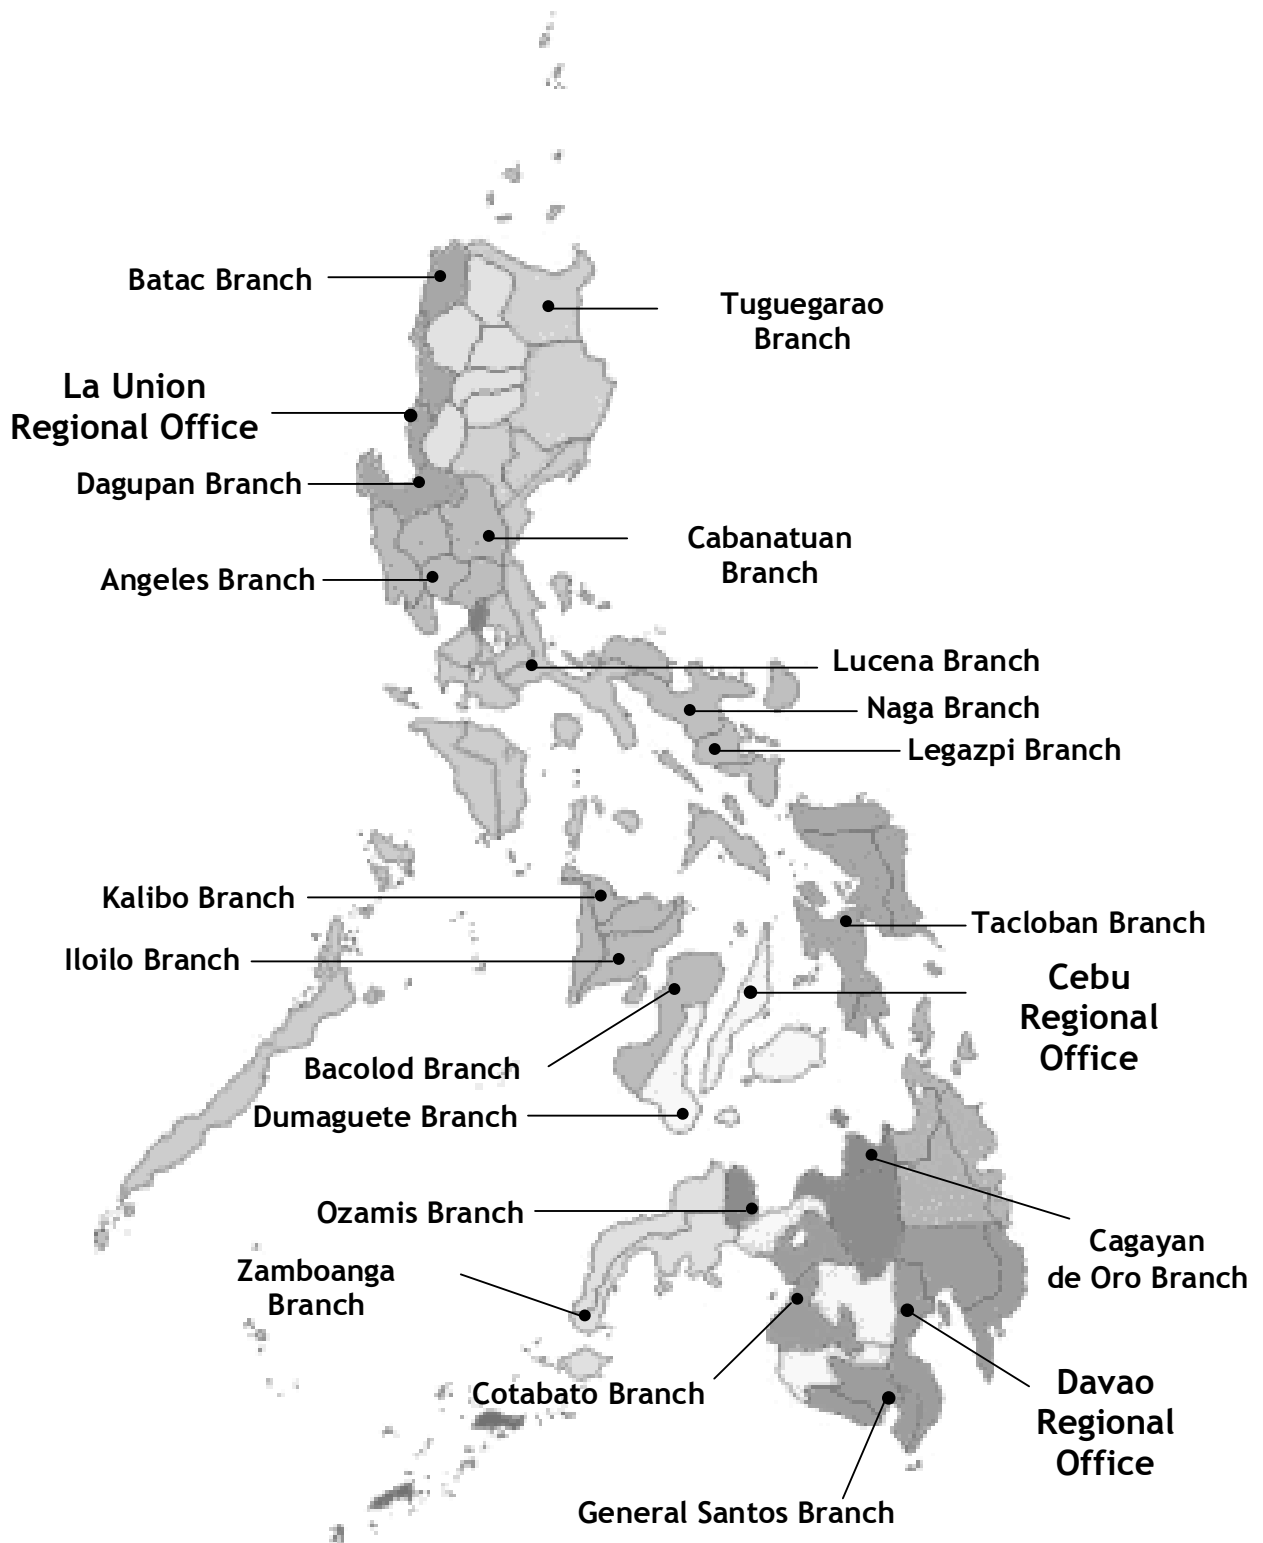 Batac Branch
Tuguegarao
Branch
La Union
Regional Office
Dagupan Branch
Cabanatuan
Branch
Angeles Branch
Lucena Branch
Naga Branch
Legazpi Branch
Kalibo Branch
Tacloban Branch
Iloilo Branch
Cebu
Regional
Office
Bacolod Branch
Dumaguete Branch
Ozamis Branch
Cagayan
de Oro Branch
Zamboanga
Branch
Cotabato Branch
Davao
Regional
Office
General Santos Branch